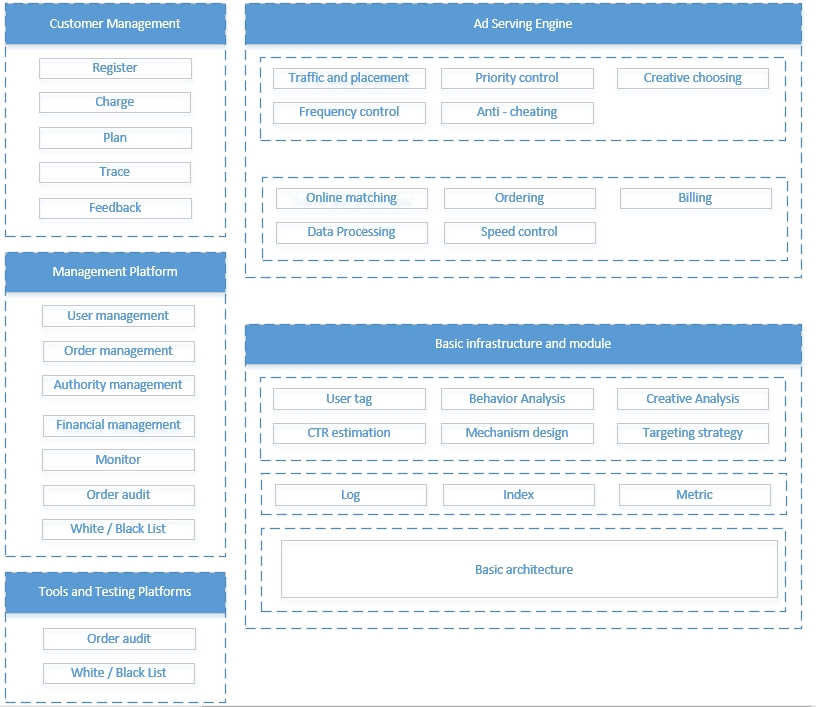 Customer Management
Register
Charge
Plan
Trace
Feedback
Management Platform
User management
Order management
Authority management
Financial management
Monitor
Order audit
White / Black List
Tools and Testing Platforms
Order audit
White / Black List
Ad Serving Engine
Traffic and placement
Priority control
Creative choosing
Frequency control
Anti - cheating
Online matching
Ordering
Billing
Data Processing
Speed control
Basic infrastructure and module
User tag
Behavior Analysis
Creative Analysis
CTR estimation
Mechanism design
Targeting strategy
Log
Index
Metric
Basic architecture